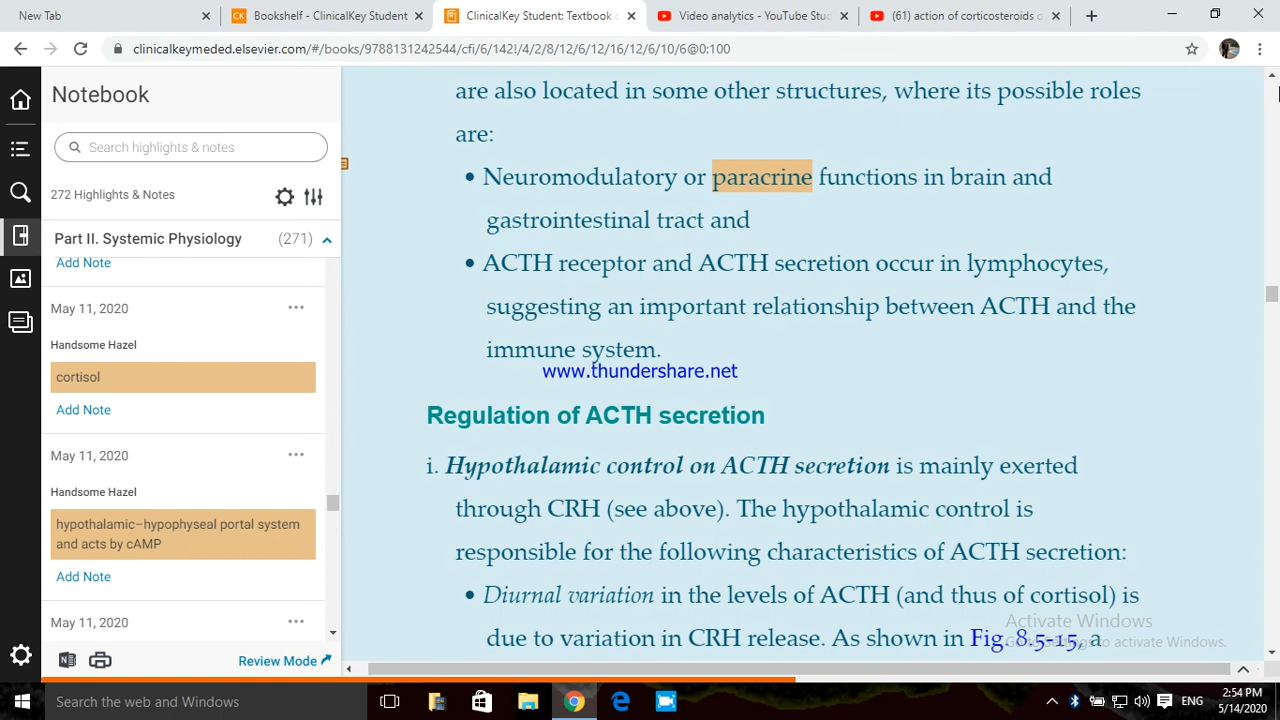 New Tab
Bookshelf - ClinicalKey Student
ClinicalKey Student: Textbook o
Video analytics - YouTube Stud
(61) action of corticosteroids o
clinicalkeymeded.elsevier.com/#/books/9788131242544/cfi/6/142!/4/2/8/12/6/12/16/12/6/10/6@0:100
Notebook
Search highlights & notes
272 Highlights & Notes
Part II. Systemic Physiology (271)
Add Note
May 11, 2020
Handsome Hazel
cortisol
Add Note
May 11, 2020
Handsome Hazel
hypothalamic–hypophyseal portal system
and acts by cAMP
Add Note
May 11, 2020
Review Mode
are also located in some other structures, where its possible roles
are:
• Neuromodulatory or paracrine functions in brain and
gastrointestinal tract and
• ACTH receptor and ACTH secretion occur in lymphocytes,
suggesting an important relationship between ACTH and the
immune system.
www.thundershare.net
Regulation of ACTH secretion
i. Hypothalamic control on ACTH secretion is mainly exerted
through CRH (see above). The hypothalamic control is
responsible for the following characteristics of ACTH secretion:
• Diurnal variation in the levels of ACTH (and thus of cortisol) is
due to variation in CRH release. As shown in Fig. 8.5-15, a
Activate Windows
to activate Windows.
Search the web and Windows
ENG
2:54 PM
5/14/2020